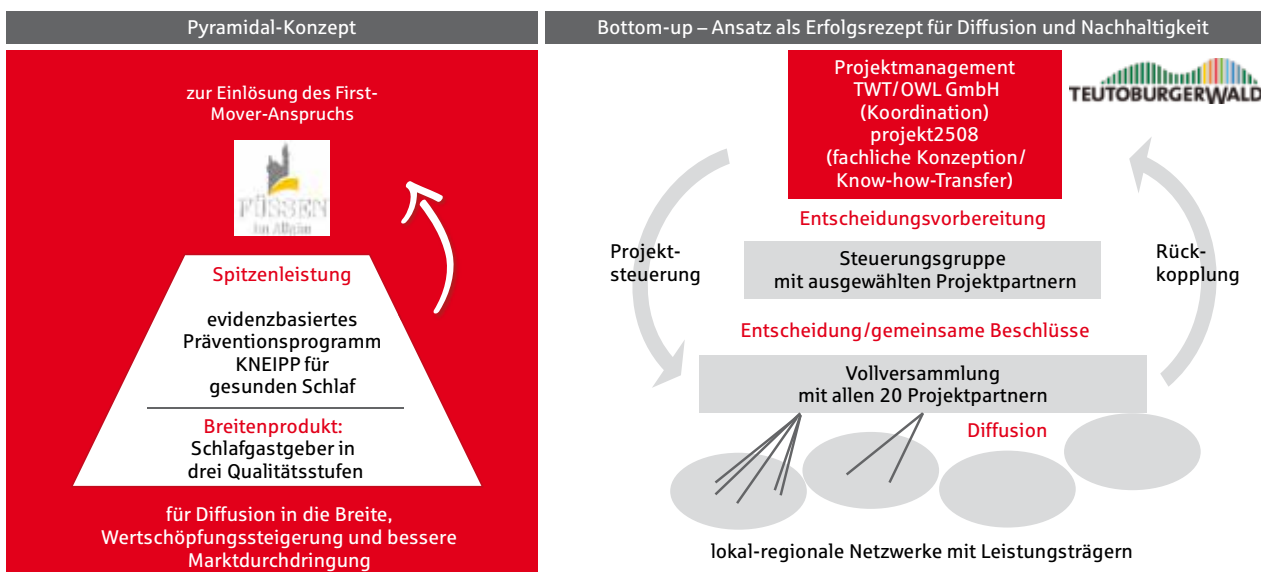 Pyramidal-Konzept
zur Einlösung des First-
Mover-Anspruchs
FÜSSEN
im Allgäu
Spitzenleistung
evidenzbasiertes
Präventionsprogramm
KNEIPP für
gesunden Schlaf
Breitenprodukt:
Schlafgastgeber in
drei Qualitätsstufen
für Diffusion in die Breite,
Wertschöpfungssteigerung und bessere
Marktdurchdringung
Bottom-up – Ansatz als Erfolgsrezept für Diffusion und Nachhaltigkeit
Projektmanagement
TWT/OWL GmbH
(Koordination)
projekt2508
(fachliche Konzeption/
Know-how-Transfer)
TEUTOBURGERWALD
Entscheidungsvorbereitung
Projekt-
steuerung
Steuerungsgruppe
mit ausgewählten Projektpartnern
Rück-
kopplung
Entscheidung/gemeinsame Beschlüsse
Vollversammlung
mit allen 20 Projektpartnern
Diffusion
lokal-regionale Netzwerke mit Leistungsträgern